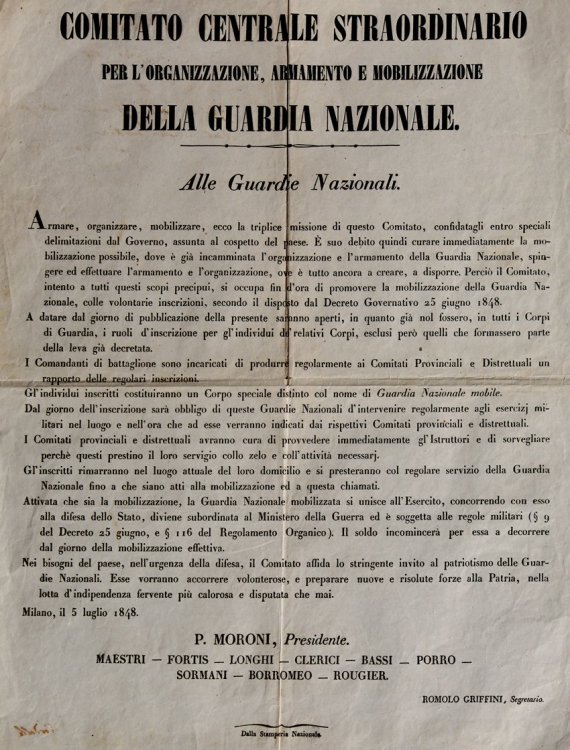 COMITATO CENTRALE STRAORDINARIO
PER L'ORGANIZZAZIONE, ARMAMENTO E MOBILIZZAZIONE
DELLA GUARDIA NAZIONALE.
Alle Guardie Nazionali.
Armare, organizzare, mobilizzare, ecco la triplice missione di questo Comitato, confidatagli entro speciali
delimitazioni dal Governo, assunta al cospetto del paese. È suo debito quindi curare immediatamente la mo-
bilizzazione possibile, dove è già incamminata l'organizzazione e l'armamento della Guardia Nazionale, spin-
gere ed effettuare l'armamento e l'organizzazione, ove è tutto ancora a creare, a disporre. Perciò il Comitato,
intento a tutti questi scopi precipui, si occupa fin d'ora di promovere la mobilizzazione della Guardia Na-
zionale, colle volontarie inscrizioni, secondo il disposto dal Decreto Governativo 25 giugno 1848.
A datare dal giorno di pubblicazione della presente saranno aperti, in quanto già nol fossero, in tutti i Corpi
di Guardia, i ruoli d'inscrizione per gl'individui de' relativi Corpi, esclusi però quelli che formassero parte
della leva già decretata.
I Comandanti di battaglione sono incaricati di produrre regolarmente ai Comitati Provinciali e Distrettuali un
rapporto delle regolari inscrizioni.
Gl'individui inscritti costituiranno un Corpo speciale distinto col nome di Guardia Nazionale mobile.
Dal giorno dell'inscrizione sarà obbligo di queste Guardie Nazionali d'intervenire regolarmente agli esercizj mi-
litari nel luogo e nell'ora che ad esse verranno indicati dai rispettivi Comitati provinciali e distrettuali.
I Comitati provinciali e distrettuali avranno cura di provvedere immediatamente gl'Istruttori e di sorvegliare
perchè questi prestino il loro servigio collo zelo e coll'attività necessarj.
Gl'inscritti rimarranno nel luogo attuale del loro domicilio e si presteranno col regolare servizio della Guardia
Nazionale fino a che siano atti alla mobilizzazione ed a questa chiamati.
Attivata che sia la mobilizzazione, la Guardia Nazionale mobilizzata si unisce all'Esercito, concorrendo con esso
alla difesa dello Stato, diviene subordinata al Ministero della Guerra ed è soggetta alle regole militari (§ 9
del Decreto 25 giugno, e § 116 del Regolamento Organico). Il soldo incomincerà per essa a decorrere
dal giorno della mobilizzazione effettiva.
Nei bisogni del paese, nell'urgenza della difesa, il Comitato affida lo stringente invito al patriotismo delle Guar-
die Nazionali. Esse vorranno accorrere volonterose, e preparare nuove e risolute forze alla Patria, nella
lotta d'indipendenza fervente più calorosa e disputata che mai.
Milano, il 5 luglio 1848.
P. MORONI, Presidente.
MAESTRI — FORTIS — LONGHI — CLERICI — BASSI — PORRO —
SORMANI — BORROMEO — ROUGIER.
ROMOLO GRIFFINI, Segretario.
Dalla Stamperia Nazionale.